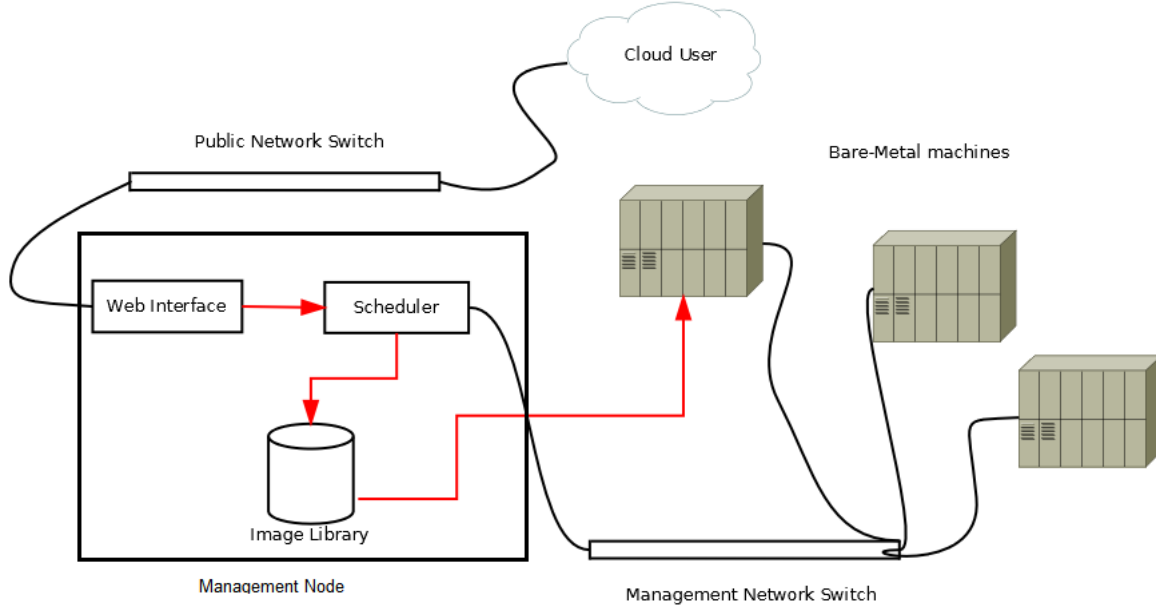 Cloud User
Public Network Switch
Bare-Metal machines
Web Interface
Scheduler
Image Library
Management Node
Management Network Switch